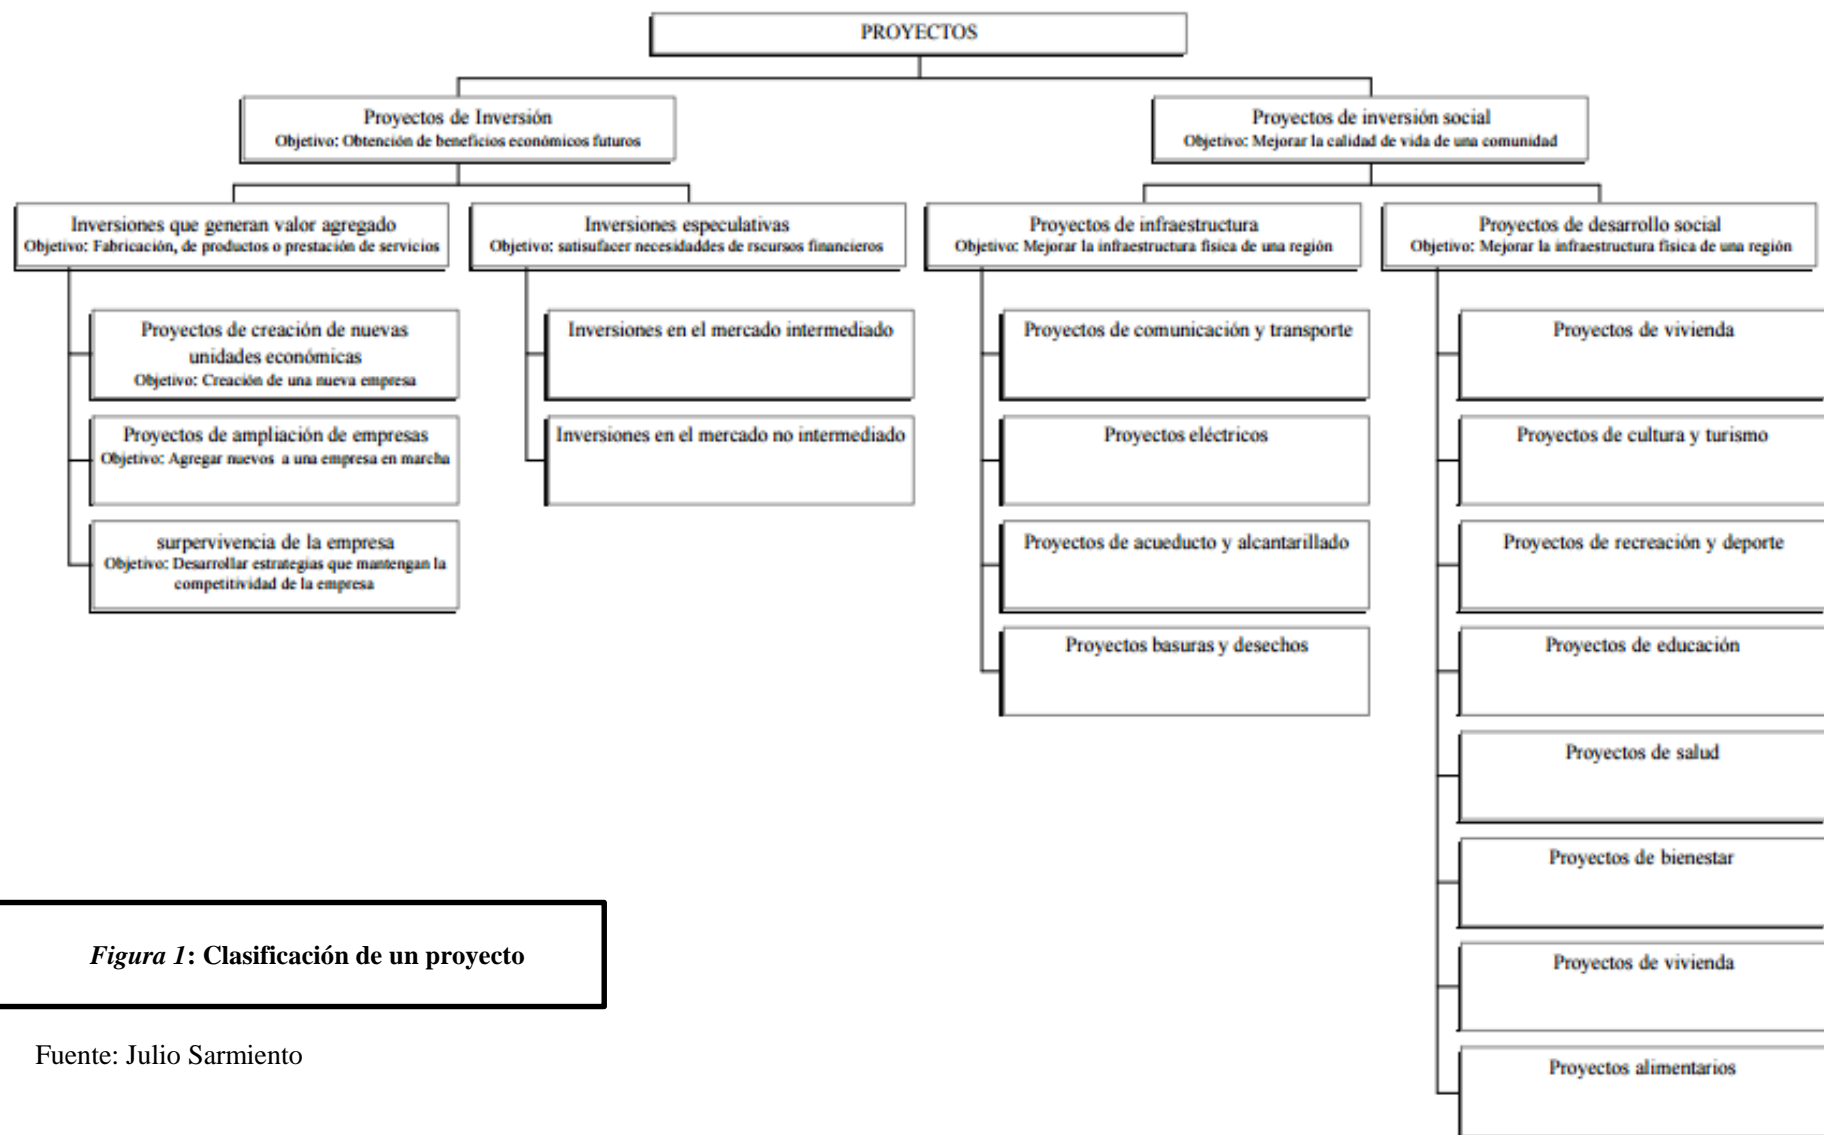 PROYECTOS
Proyectos de Inversión
Objetivo: Obtención de beneficios económicos futuros
Proyectos de inversión social
Objetivo: Mejorar la calidad de vida de una comunidad
Inversiones que generan valor agregado
Objetivo: Fabricación, de productos o prestación de servicios
Inversiones especulativas
Objetivo: satisufacer necesidaddes de rscursos financieros
Proyectos de infraestructura
Objetivo: Mejorar la infraestructura física de una región
Proyectos de desarrollo social
Objetivo: Mejorar la infraestructura física de una región
Proyectos de creación de nuevas
unidades económicas
Objetivo: Creación de una nueva empresa
Proyectos de ampliación de empresas
Objetivo: Agregar nuevos a una empresa en marcha
surpervivencia de la empresa
Objetivo: Desarrollar estrategias que mantengan la
competitividad de la empresa
Inversiones en el mercado intermediado
Inversiones en el mercado no intermediado
Proyectos de comunicación y transporte
Proyectos eléctricos
Proyectos de acueducto y alcantarillado
Proyectos basuras y desechos
Proyectos de vivienda
Proyectos de cultura y turismo
Proyectos de recreación y deporte
Proyectos de educación
Proyectos de salud
Proyectos de bienestar
Proyectos de vivienda
Proyectos alimentarios
Figura 1: Clasificación de un proyecto
Fuente: Julio Sarmiento